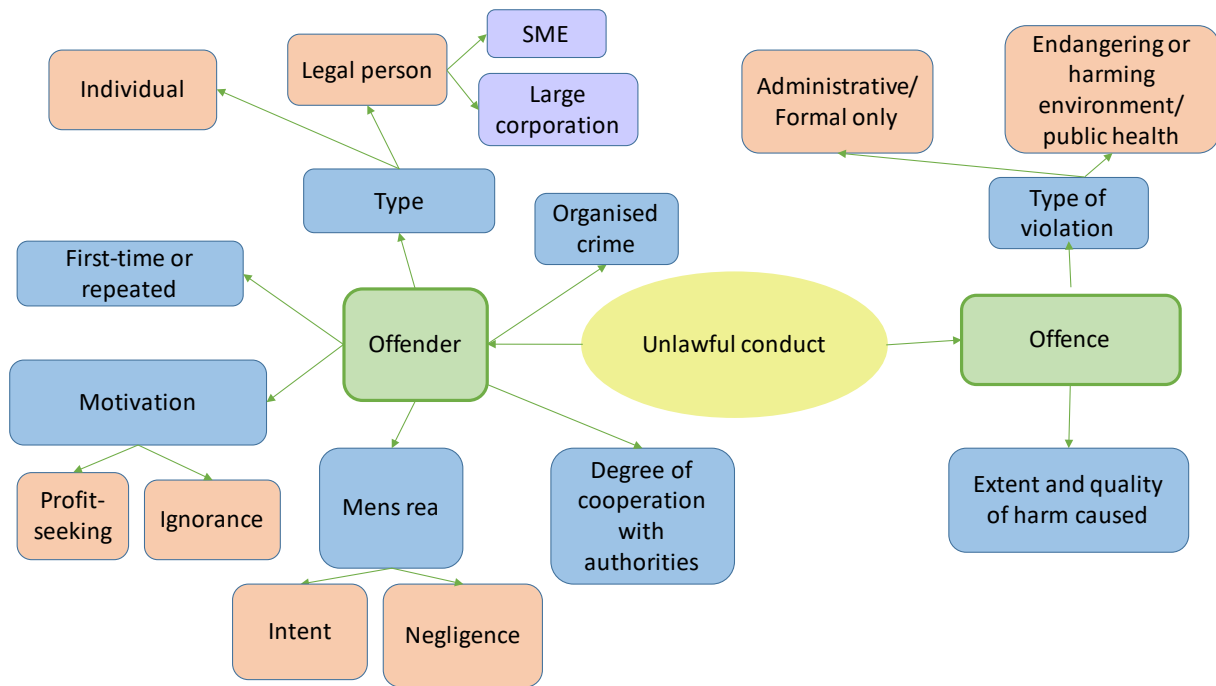 SME
Legal person
Individual
Large
corporation
Endangering or
harming
environment/
public health
Administrative/
Formal only
Type
Organised
crime
Type of
violation
First-time or
repeated
Offender
Unlawful conduct
Offence
Motivation
Profit-
seeking
Ignorance
Mens rea
Degree of
cooperation
with
authorities
Extent and quality
of harm caused
Intent
Negligence